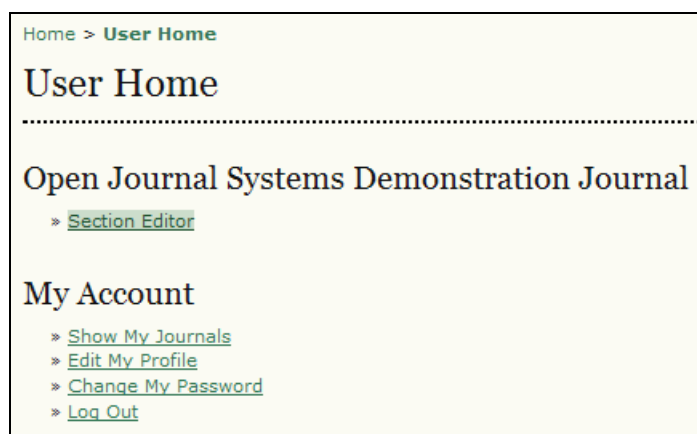 Home > User Home
User Home
Open Journal Systems Demonstration Journal
» Section Editor
My Account
» Show My Journals
» Edit My Profile
» Change My Password
» Log Out